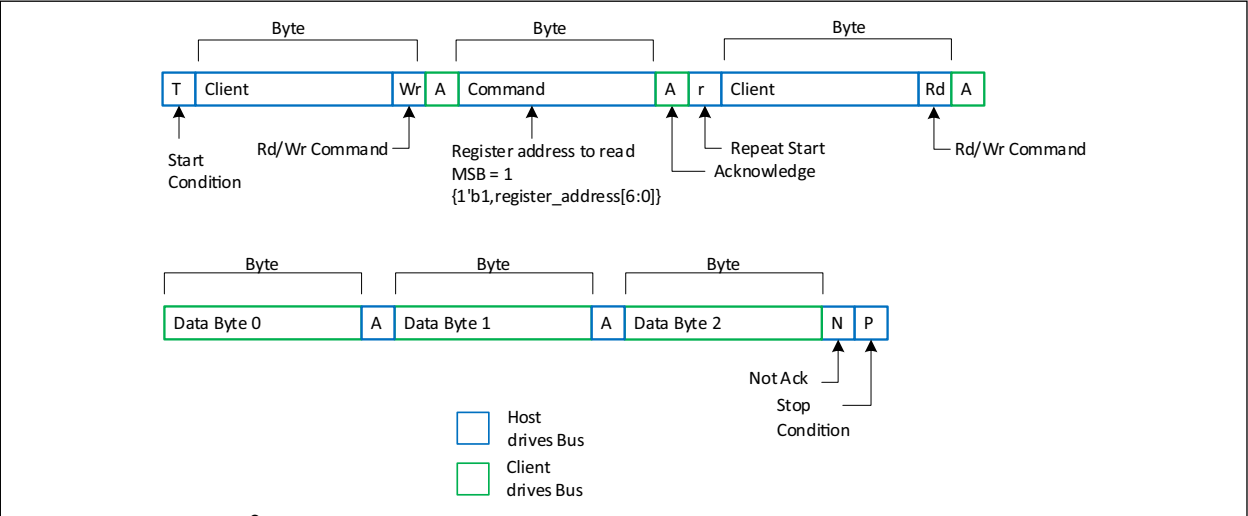 Byte Byte Byte
T Client Wr A Command A r Client Rd A
Start
Condition
Rd/Wr Command
Register address to read
MSB = 1
{1'b1,register_address[6:0]}
Repeat Start
Acknowledge
Rd/Wr Command
Byte Byte Byte
Data Byte 0 A Data Byte 1 A Data Byte 2 N P
Not Ack
Stop
Condition
Host
drives Bus
Client
drives Bus